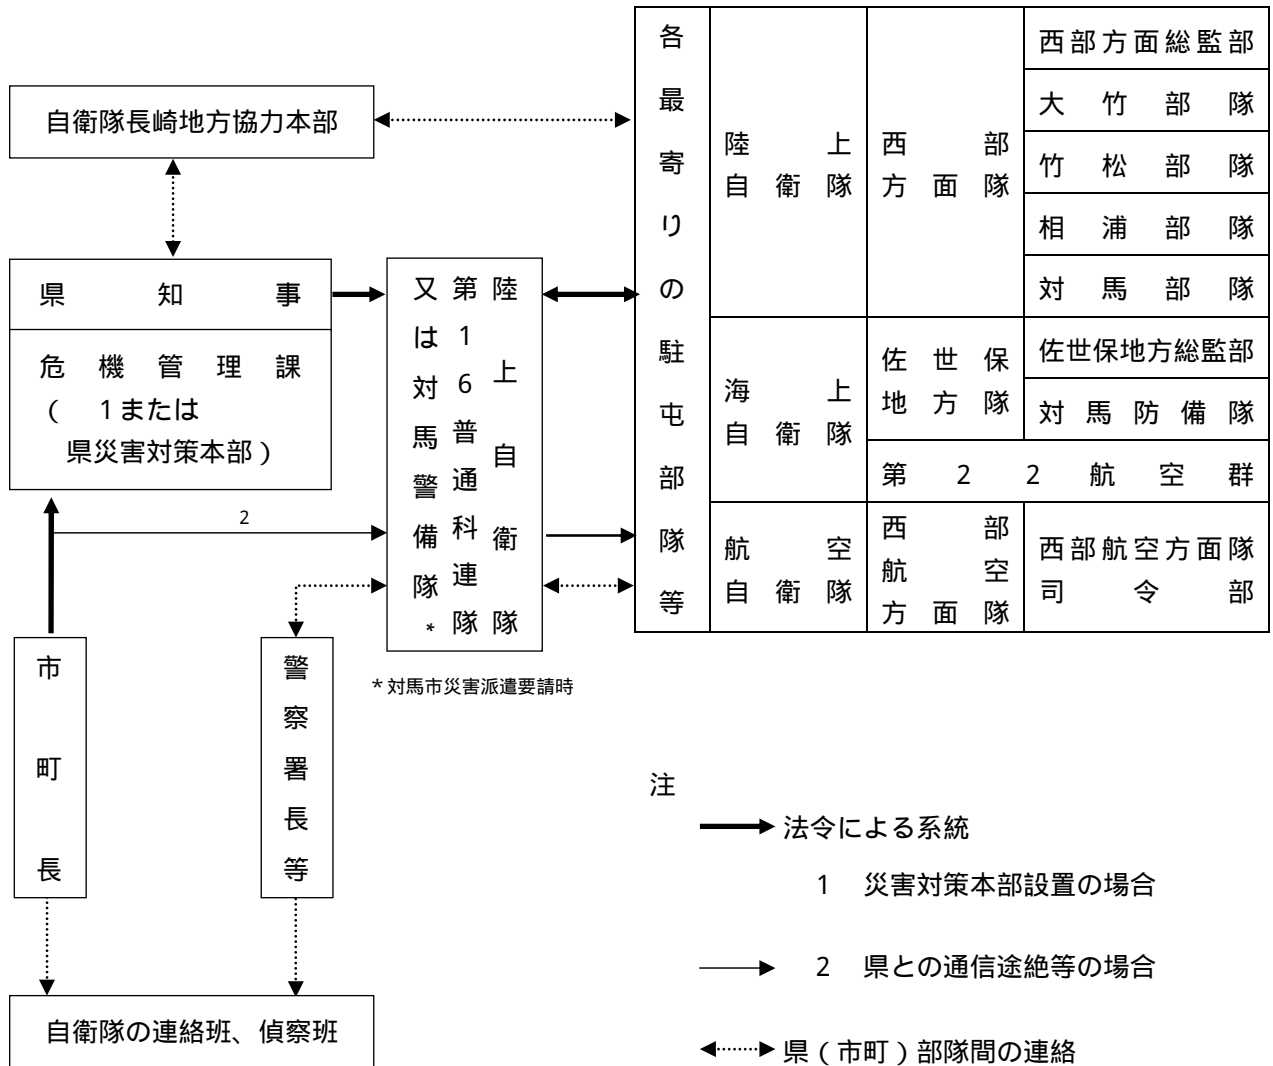 自衛隊長崎地方協力本部
県知事
危機管理課
( 1または
県災害対策本部)
2
市町長
警察署長等
自衛隊の連絡班、偵察班
陸上自衛隊
第16普通科連隊
又は対馬警備隊*
*対馬市災害派遣要請時
各最寄りの駐屯部隊等
陸上
自衛隊
西部
方面隊
西部方面総監部
大竹部隊
竹松部隊
相浦部隊
対馬部隊
海上
自衛隊
佐世保
地方隊
佐世保地方総監部
対馬防備隊
第22航空群
航空
自衛隊
西部
航空
方面隊
西部航空方面隊
司令部
注
法令による系統
1 災害対策本部設置の場合
2 県との通信途絶等の場合
県(市町)部隊間の連絡